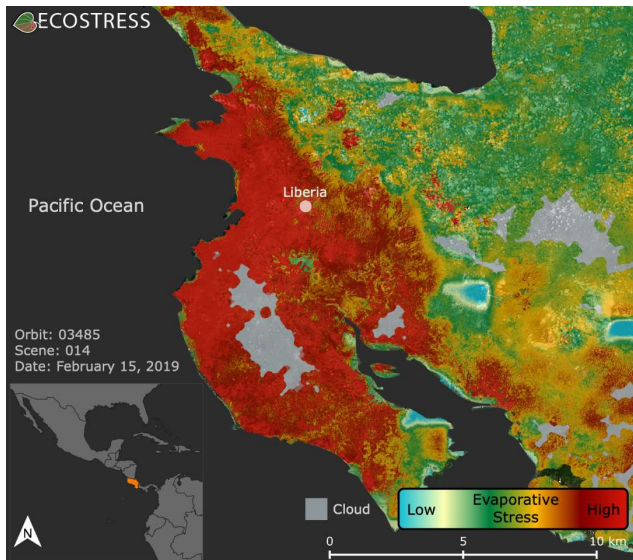 ECOSTRESS
Liberia
Pacific Ocean
Orbit: 03485
Scene: 014
Date: February 15, 2019
N
Cloud
Low
Evaporative
Stress
High
0
10 km